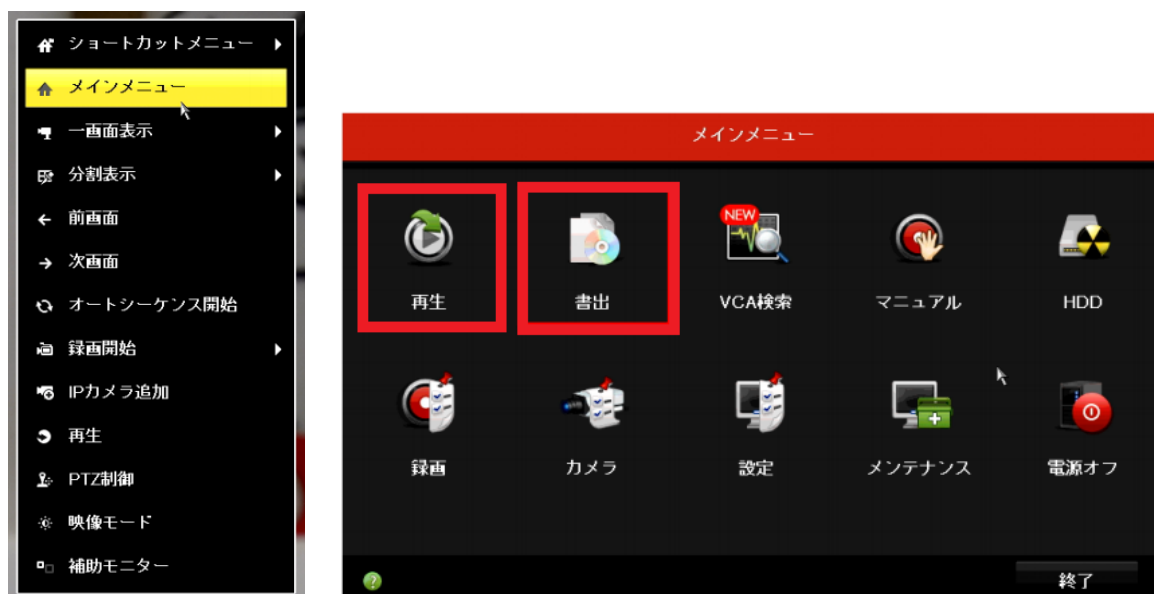 ショートカットメニュー
メインメニュー
一画面表示
分割表示
前画面
次画面
オートシーケンス開始
録画開始
IPカメラ追加
再生
PTZ制御
映像モード
補助モニター
メインメニュー
再生
書出
NEW
VCA検索
マニュアル
HDD
録画
カメラ
設定
メンテナンス
電源オフ
?
終了